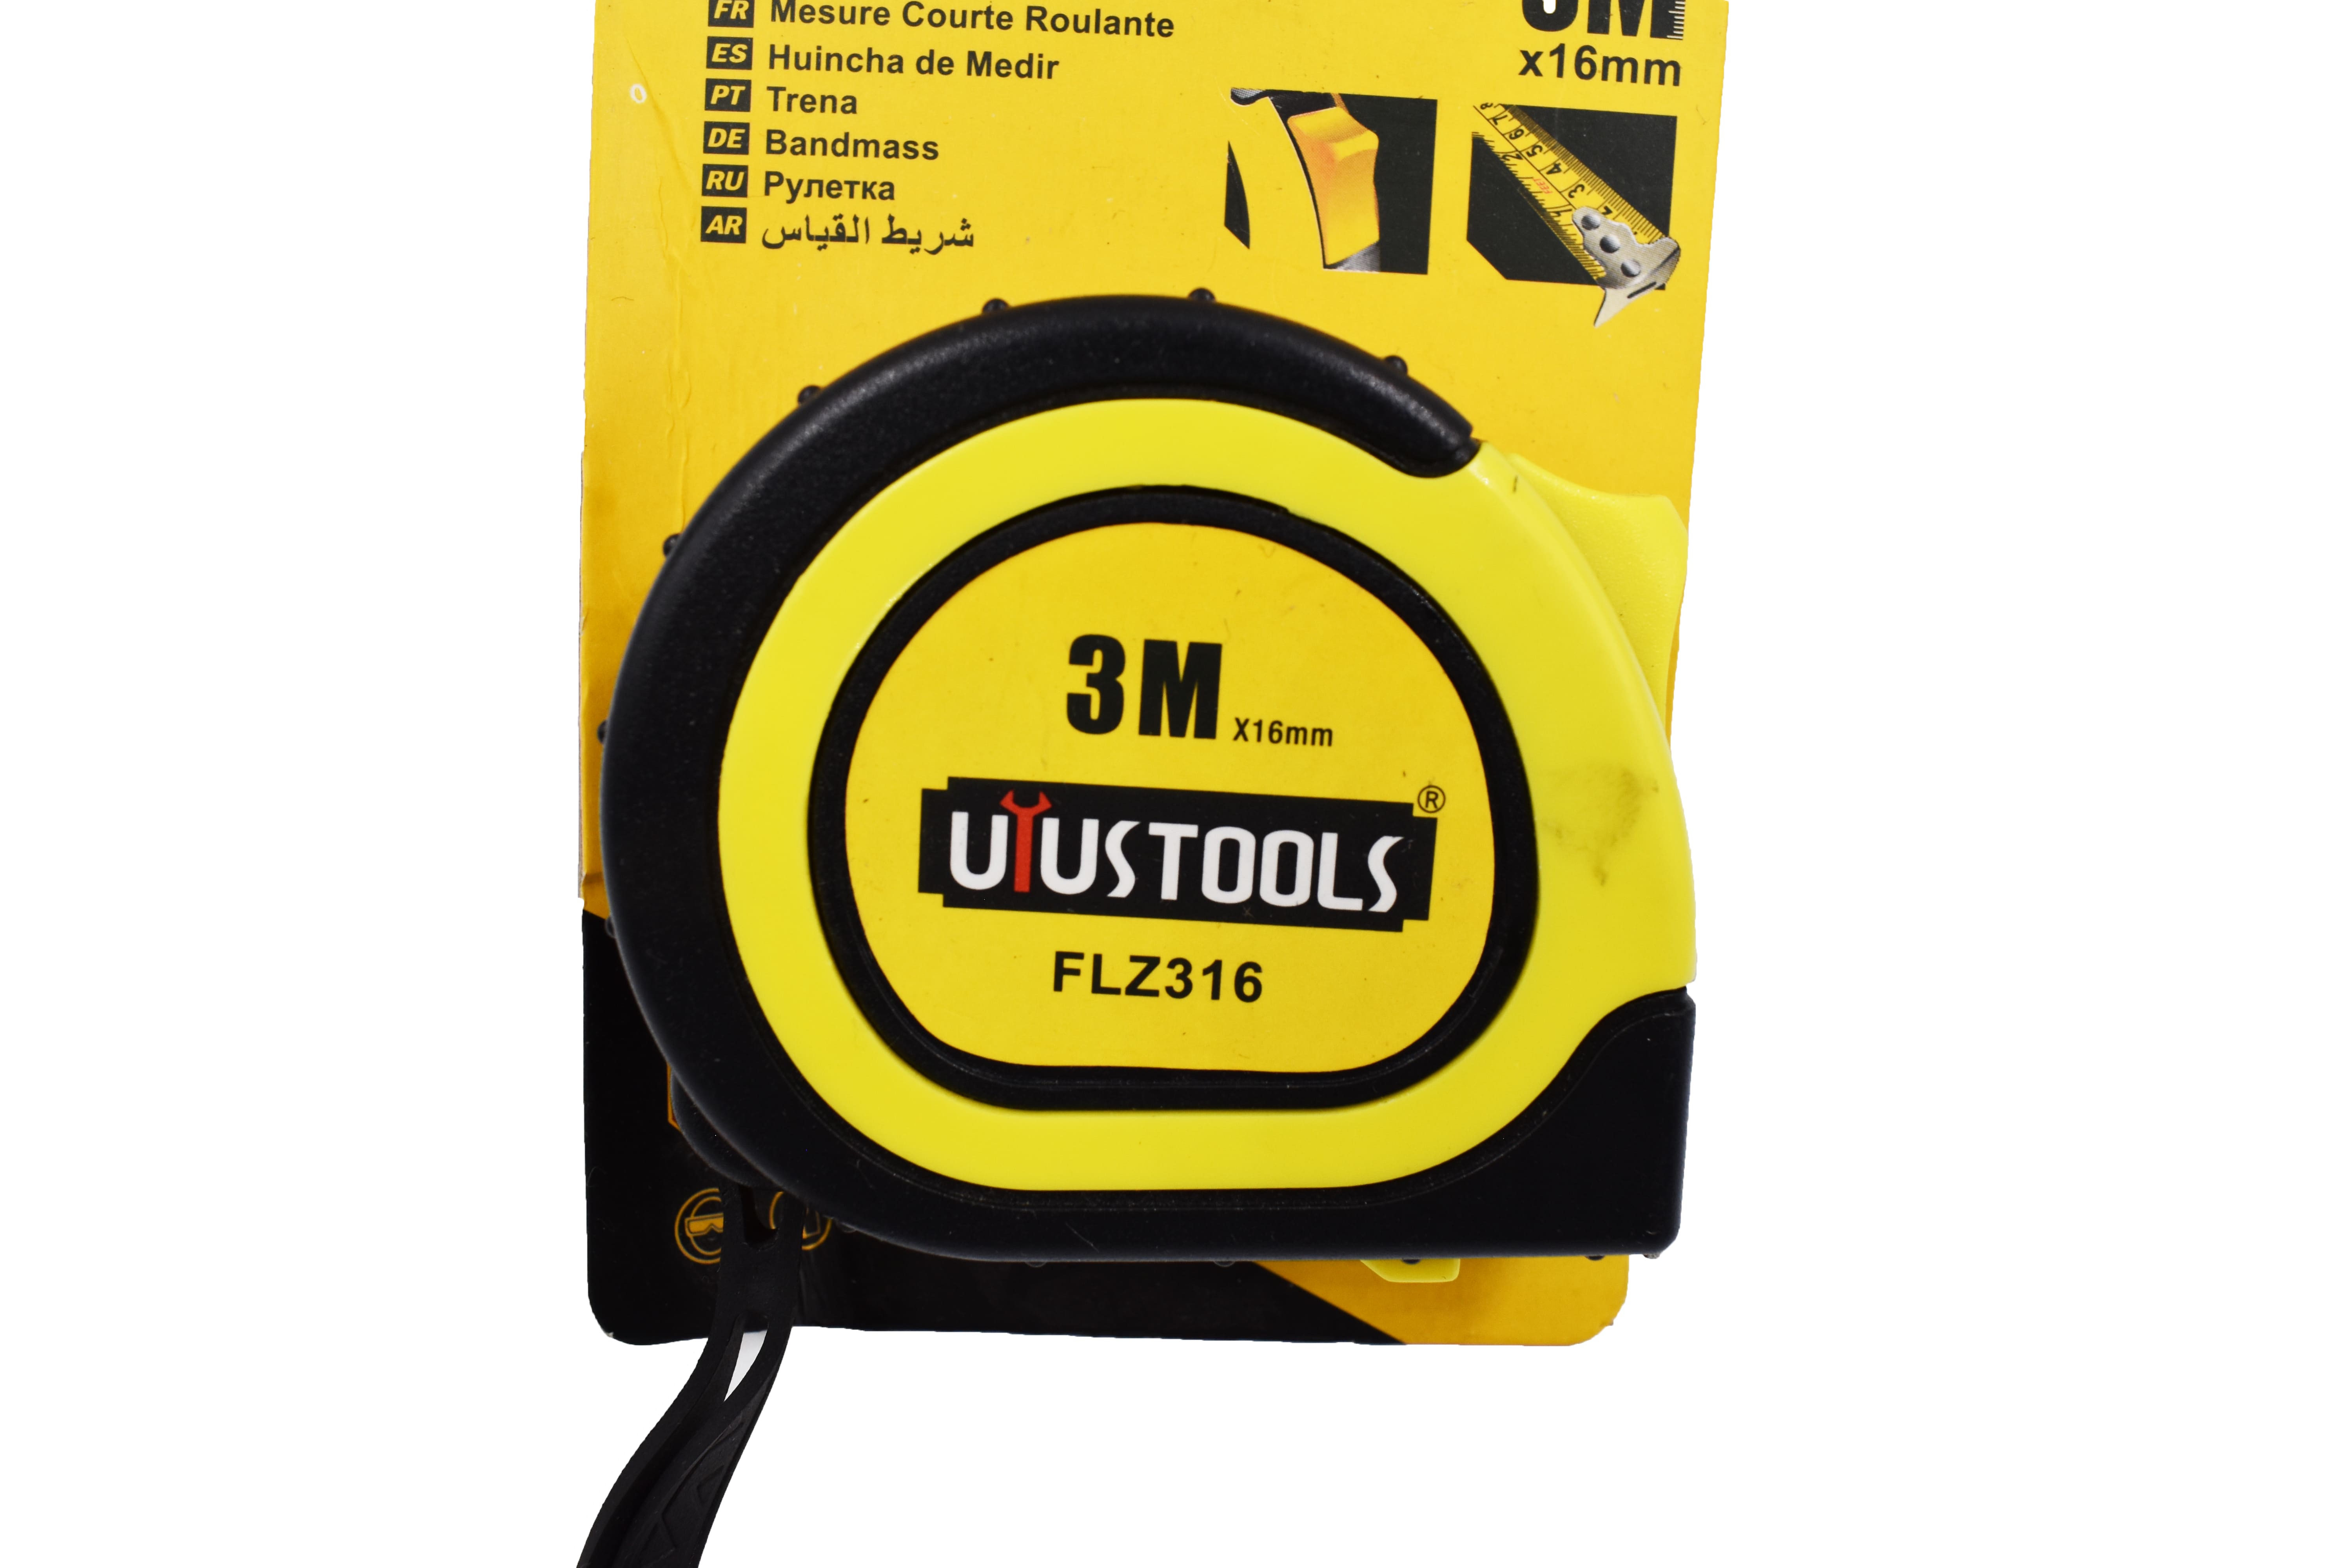 FR Mesure Courte Roulante
ES Huincha de Medir
PT Trena
DE Bandmass
RU Рулетка
AR شريط القياس
3M
x16mm
3M X16mm
UYUSTOOLS®
FLZ316